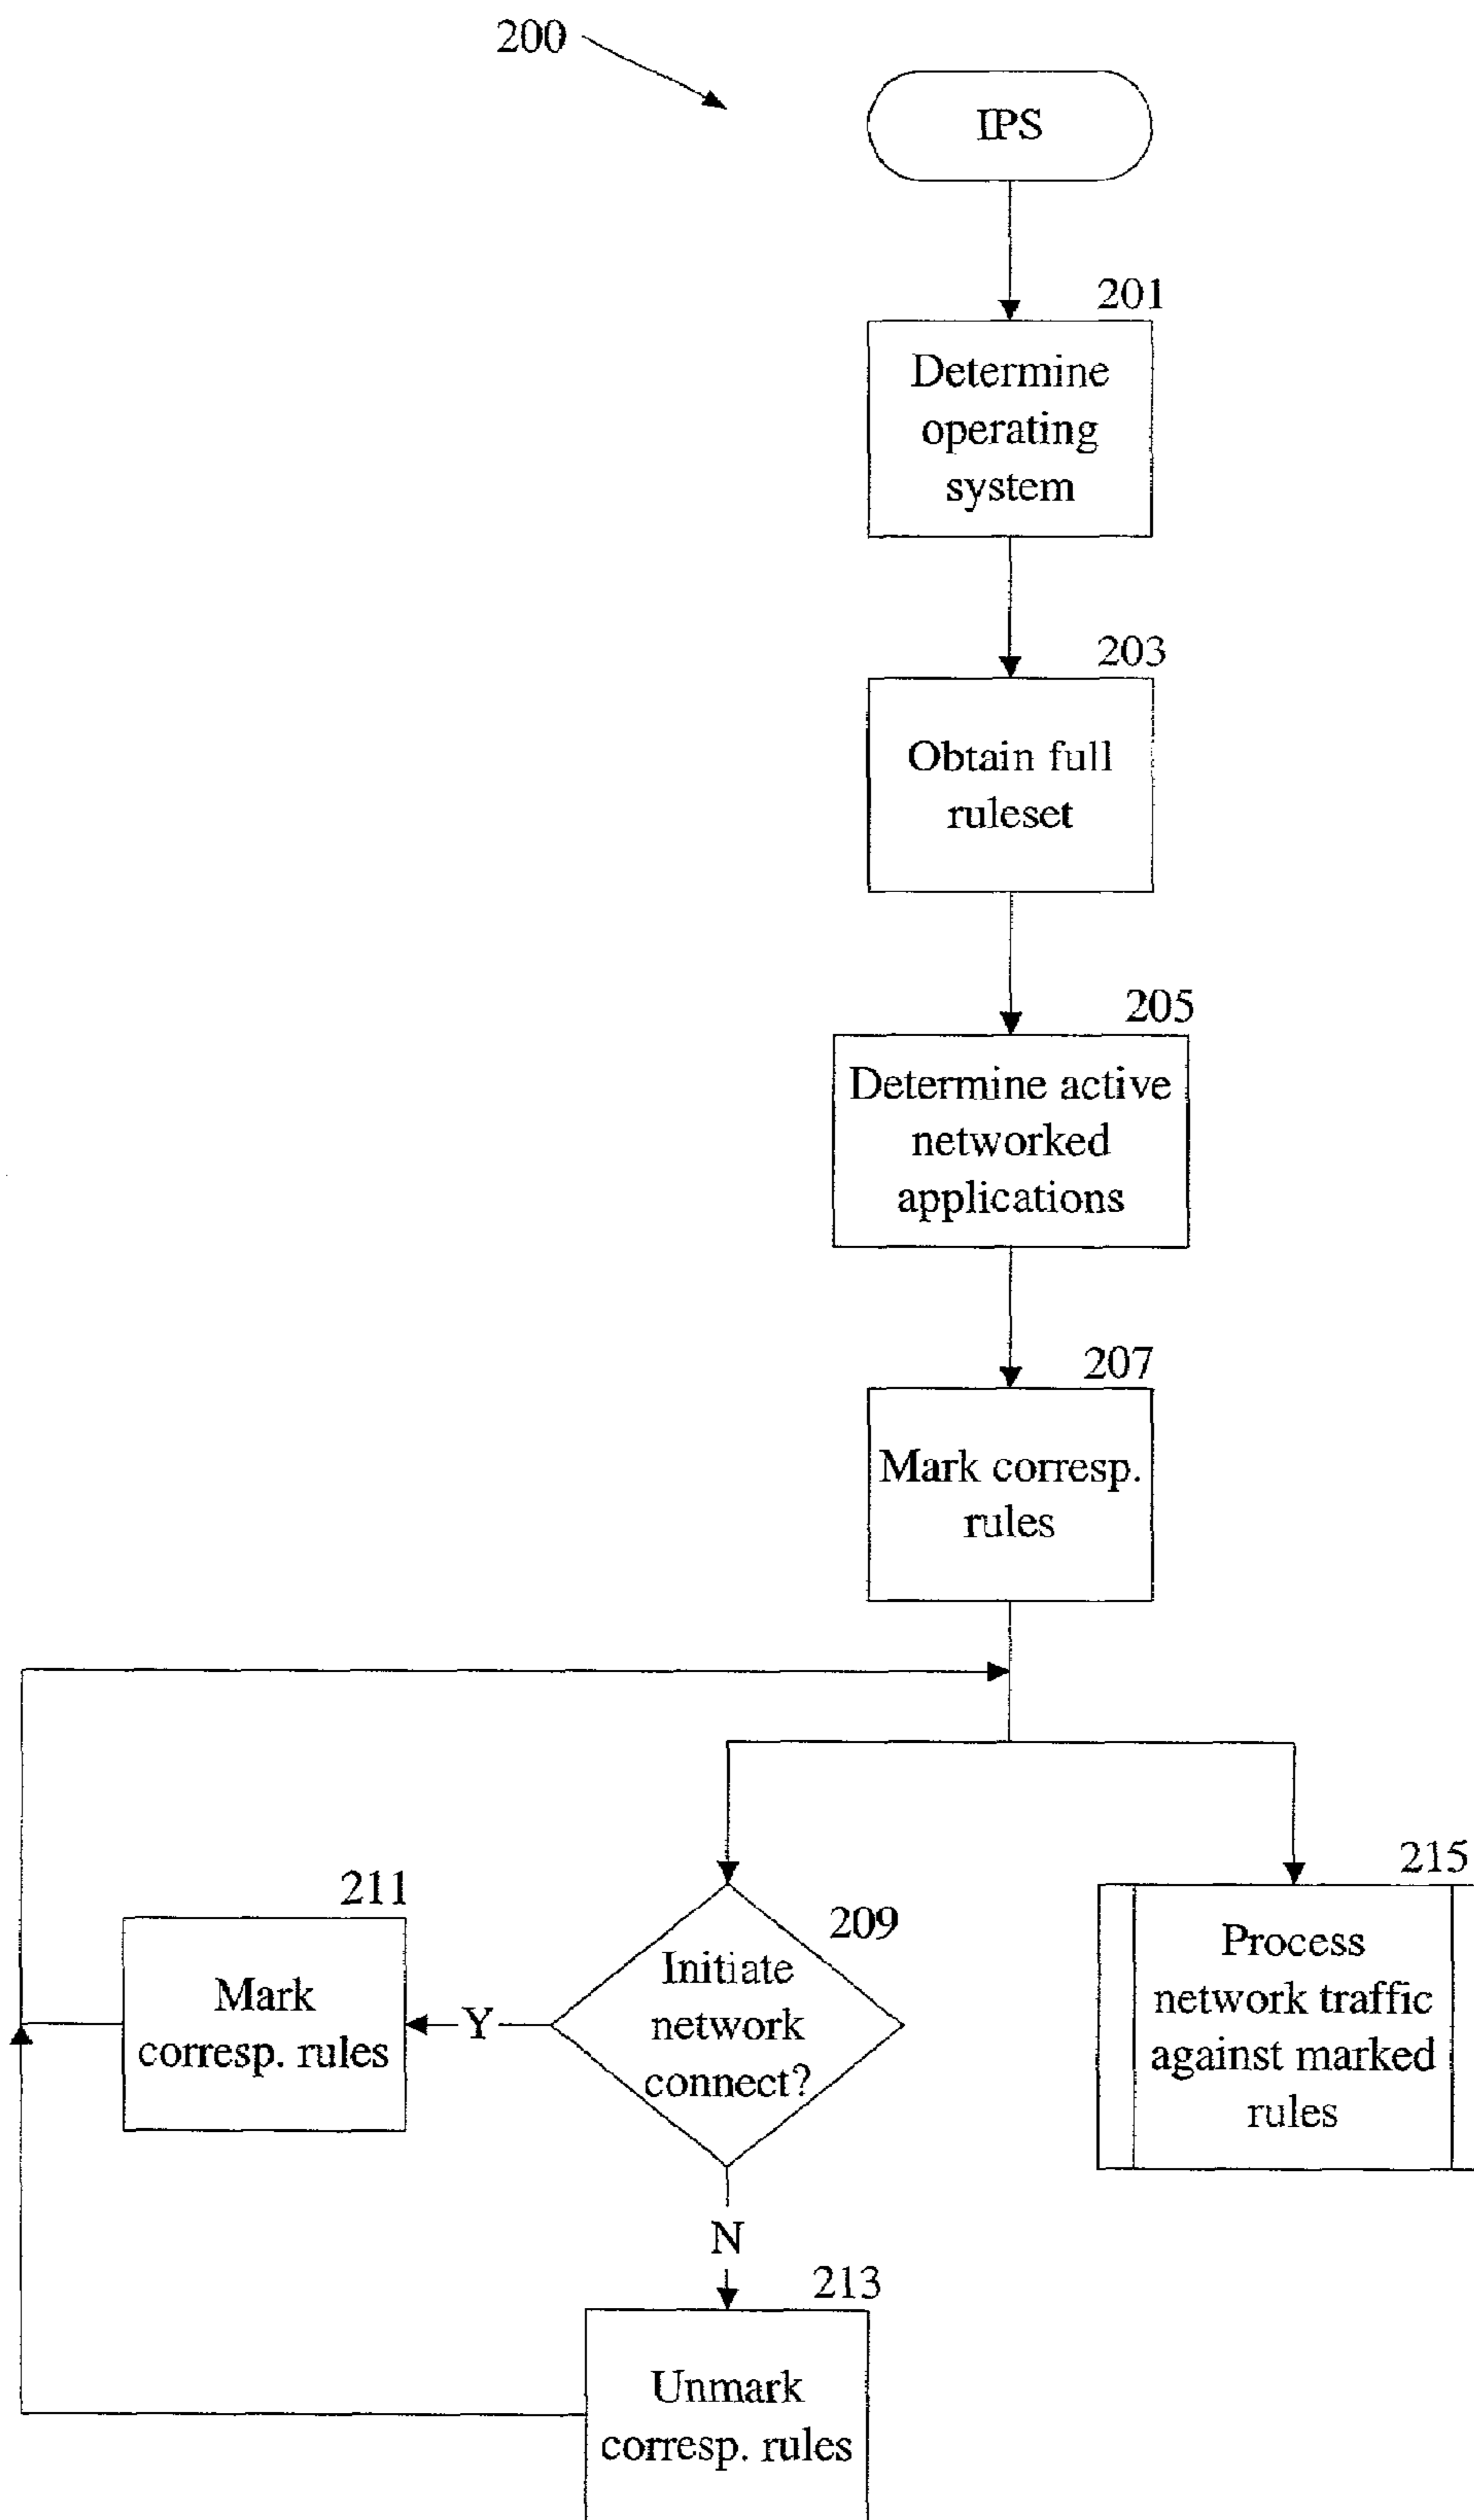 200
IPS
201
Determine
operating
system
203
Obtain full
ruleset
205
Determine active
networked
applications
207
Mark corresp.
rules
211
Mark
corresp. rules
Y
209
Initiate
network
connect?
215
Process
network traffic
against marked
rules
N
213
Unmark
corresp. rules